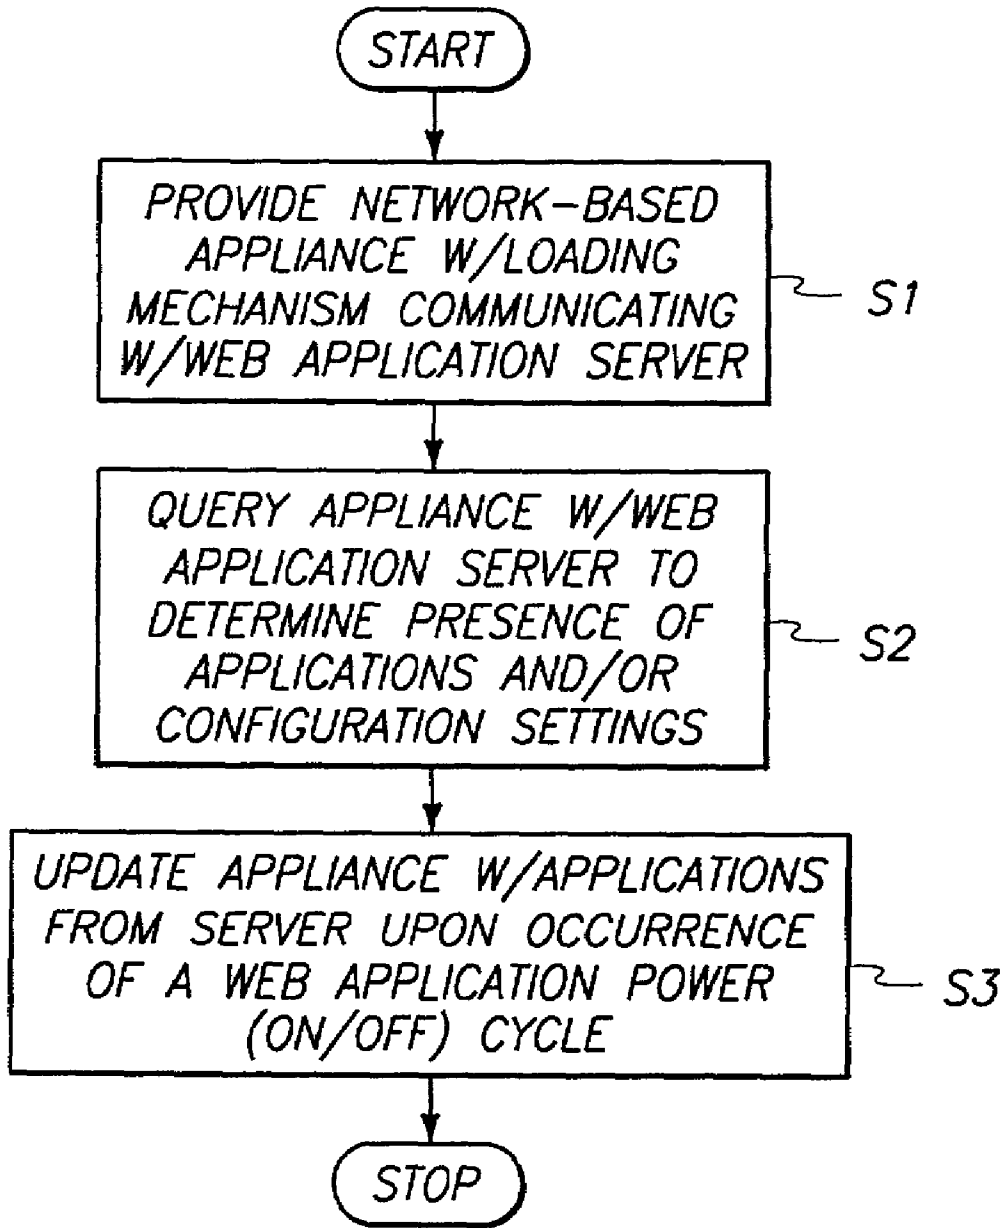 START
PROVIDE NETWORK-BASED
APPLIANCE W/LOADING
MECHANISM COMMUNICATING
W/WEB APPLICATION SERVER
S1
QUERY APPLIANCE W/WEB
APPLICATION SERVER TO
DETERMINE PRESENCE OF
APPLICATIONS AND/OR
CONFIGURATION SETTINGS
S2
UPDATE APPLIANCE W/APPLICATIONS
FROM SERVER UPON OCCURRENCE
OF A WEB APPLICATION POWER
(ON/OFF) CYCLE
S3
STOP